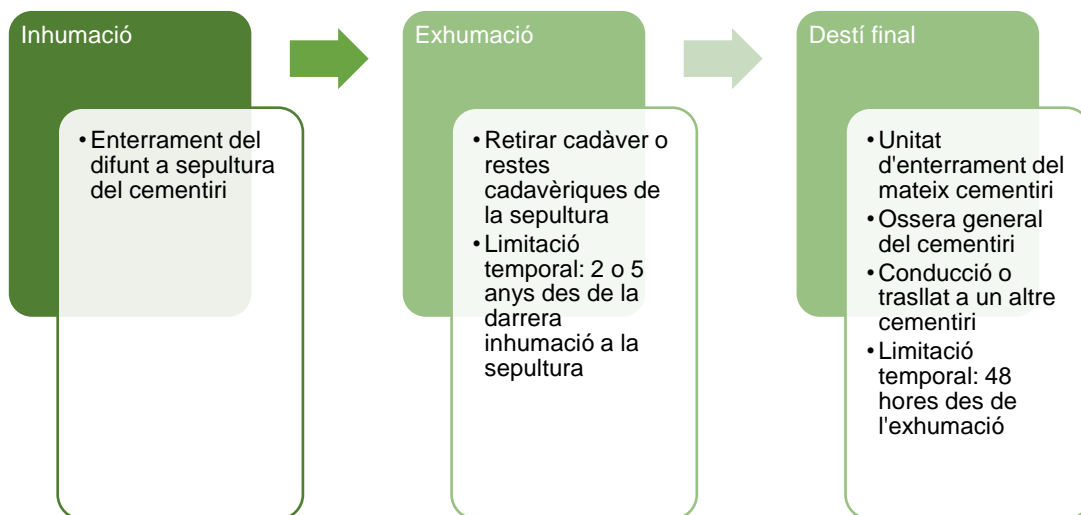 Inhumació
• Enterrament del
difunt a sepultura
del cementiri
Exhumació
• Retirar cadàver o
restes
cadavèriques de
la sepultura
• Limitació
temporal: 2 o 5
anys des de la
darrera
inhumació a la
sepultura
Destí final
• Unitat
d'enterrament del
mateix cementiri
• Ossera general
del cementiri
• Conducció o
trasllat a un altre
cementiri
• Limitació
temporal: 48
hores des de
l'exhumació